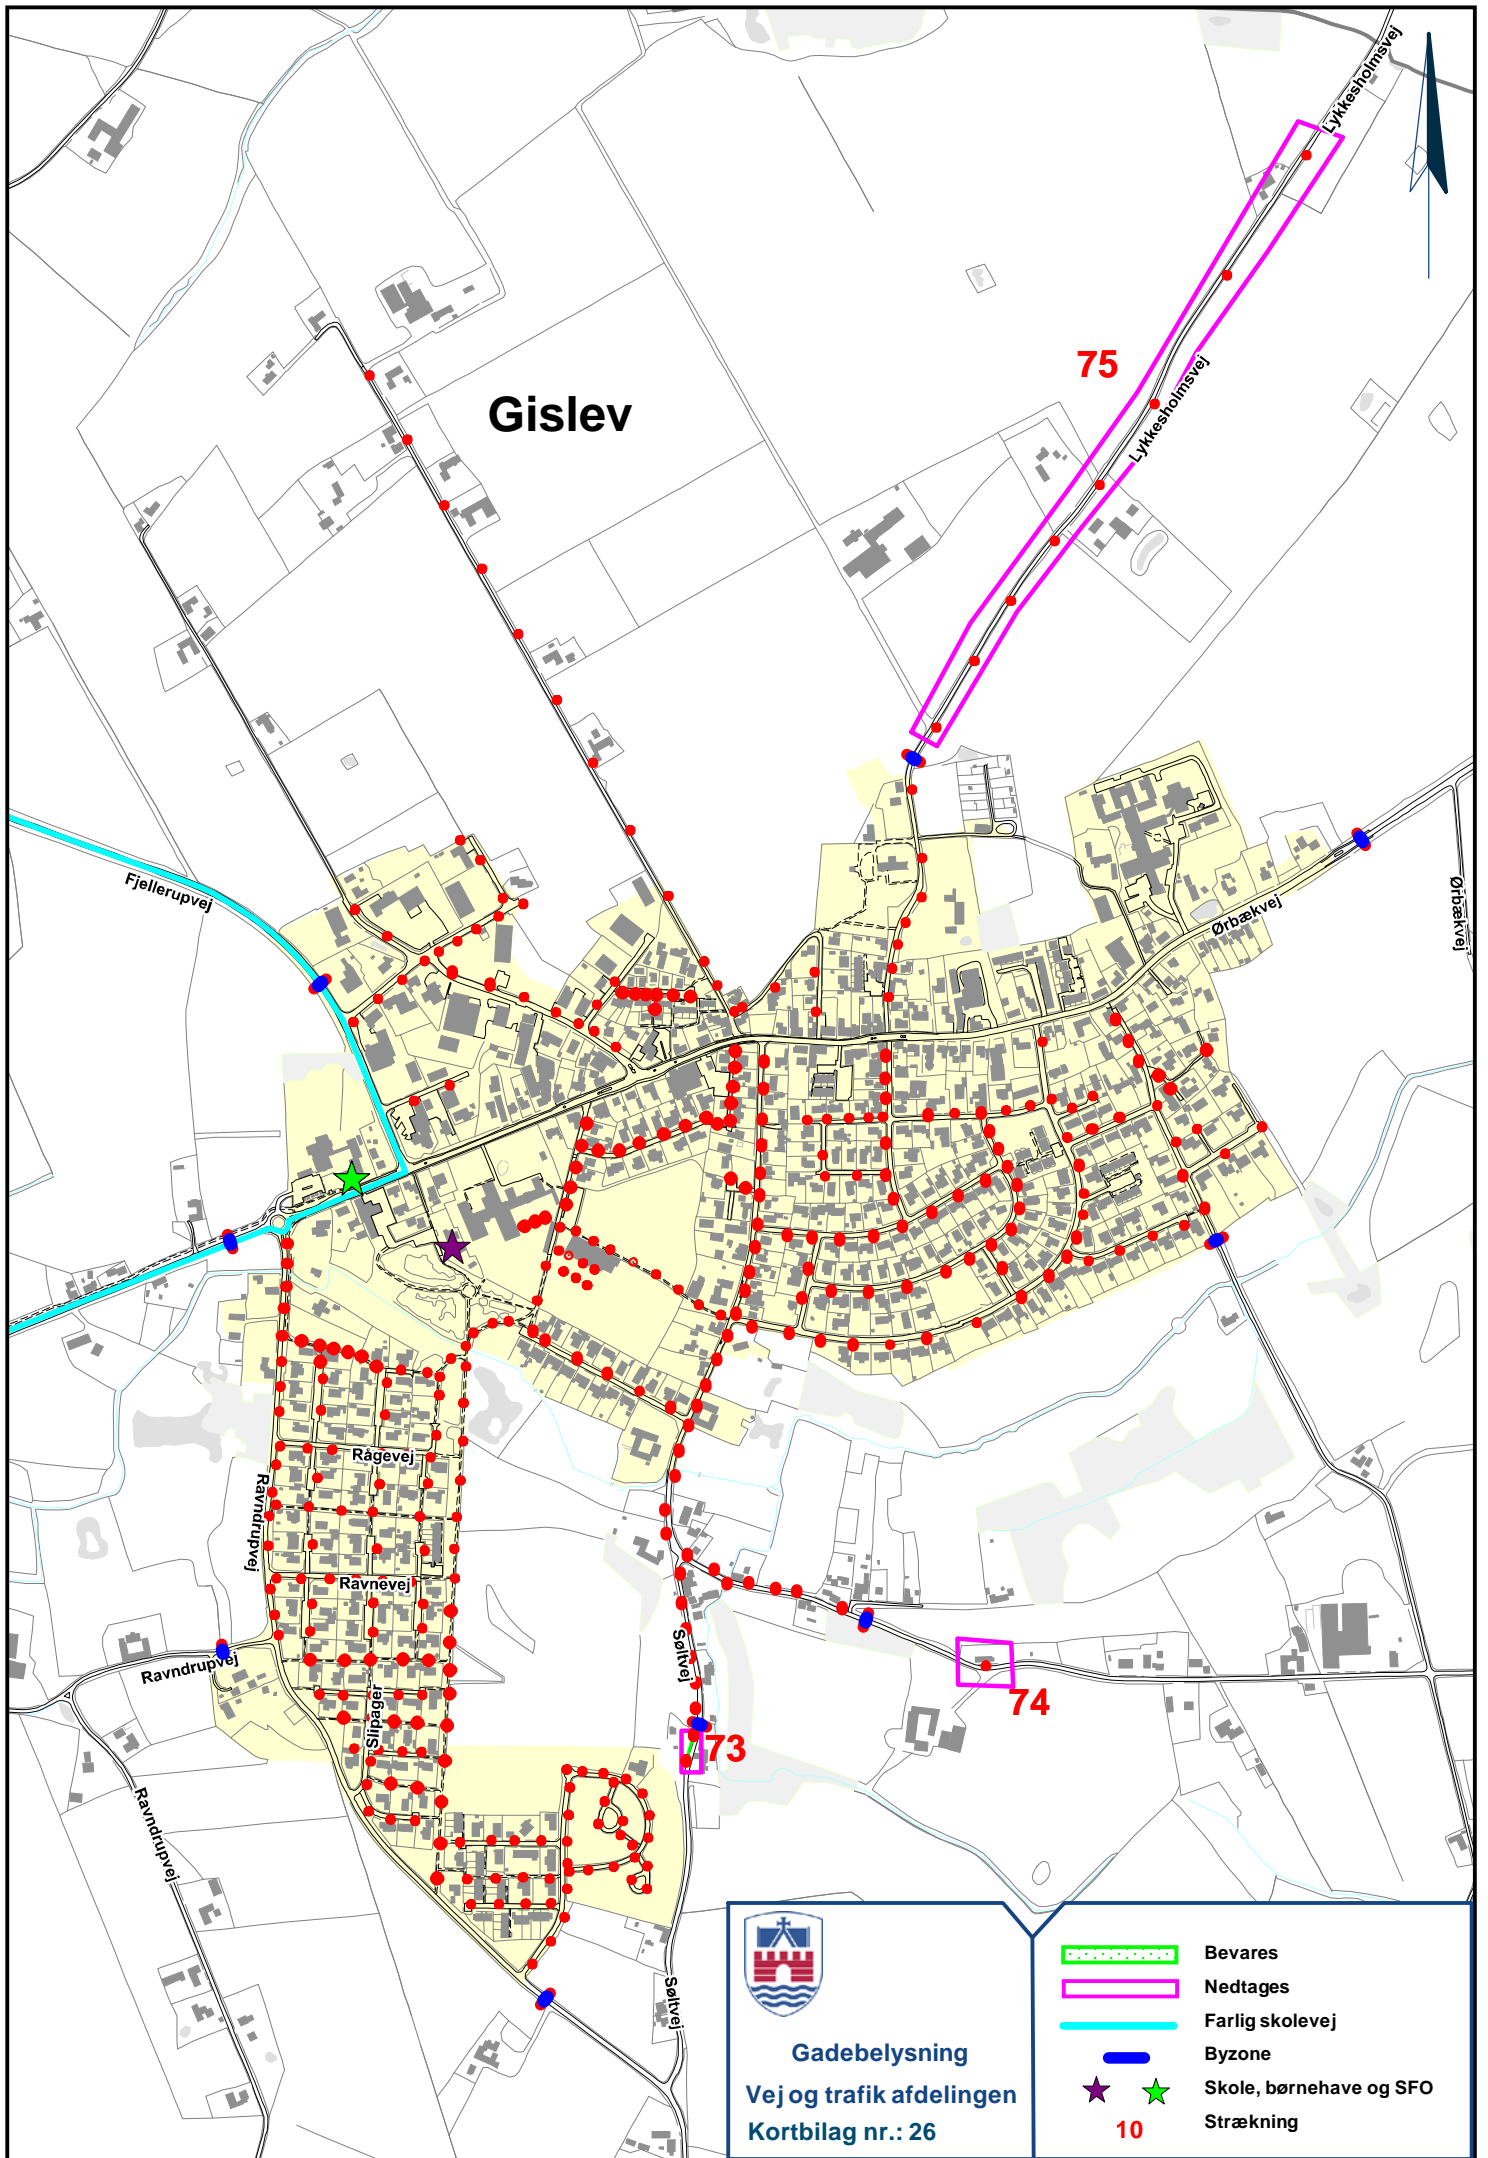 Lykkesholmsvej
75
Lykkesholmsvej
Gislev
Fjellerupvej
Ørbækvej
Ørbækvej
Rågevej
Ravndrupvej
Ravnevej
Søltvej
Ravndrupvej
Slipager
74
73
Ravndrupvej
Søltvej
Gadebelysning
Vej og trafik afdelingen
Kortbilag nr.: 26
Bevares
Nedtages
Farlig skolevej
Byzone
Skole, børnehave og SFO
10 Strækning